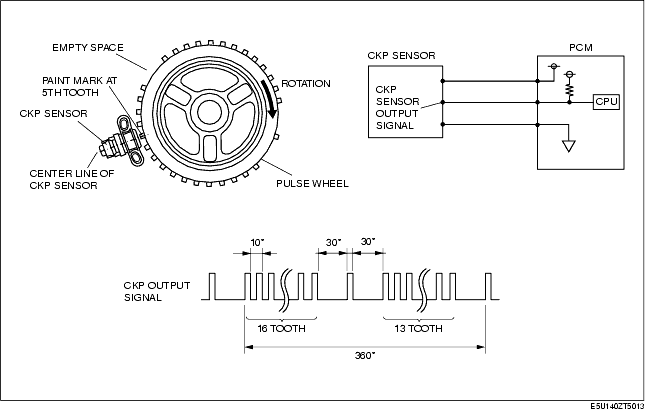 EMPTY SPACE
PAINT MARK AT
5TH TOOTH
CKP SENSOR
CENTER LINE OF
CKP SENSOR
ROTATION
PULSE WHEEL
CKP SENSOR
CKP
SENSOR
OUTPUT
SIGNAL
PCM
CPU
10°
30°
30°
CKP OUTPUT
SIGNAL
16 TOOTH
13 TOOTH
360°
E5U140ZT5013